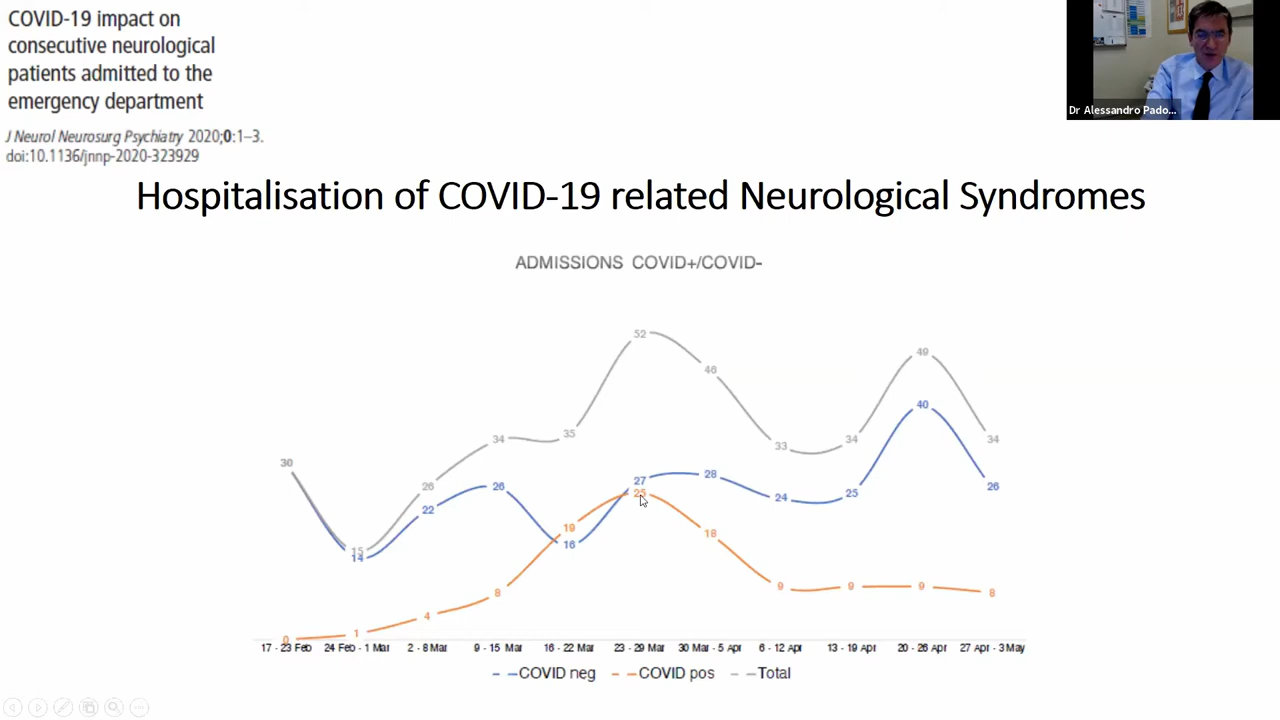 COVID-19 impact on
consecutive neurological
patients admitted to the
emergency department
J Neurol Neurosurg Psychiatry 2020;0:1–3.
doi:10.1136/jnnp-2020-323929
Dr Alessandro Pado...
Hospitalisation of COVID-19 related Neurological Syndromes
ADMISSIONS COVID+/COVID-
52
49
46
40
35
34
33
34
34
30
27
28
26
26
26
25
24
25
22
19
18
16
15
14
9
9
9
8
8
4
1
0
17 - 23 Feb
24 Feb - 1 Mar
2 - 8 Mar
9 - 15 Mar
16 - 22 Mar
23 - 29 Mar
30 Mar - 5 Apr
6 - 12 Apr
13 - 19 Apr
20 - 26 Apr
27 Apr - 3 May
COVID neg
COVID pos
Total